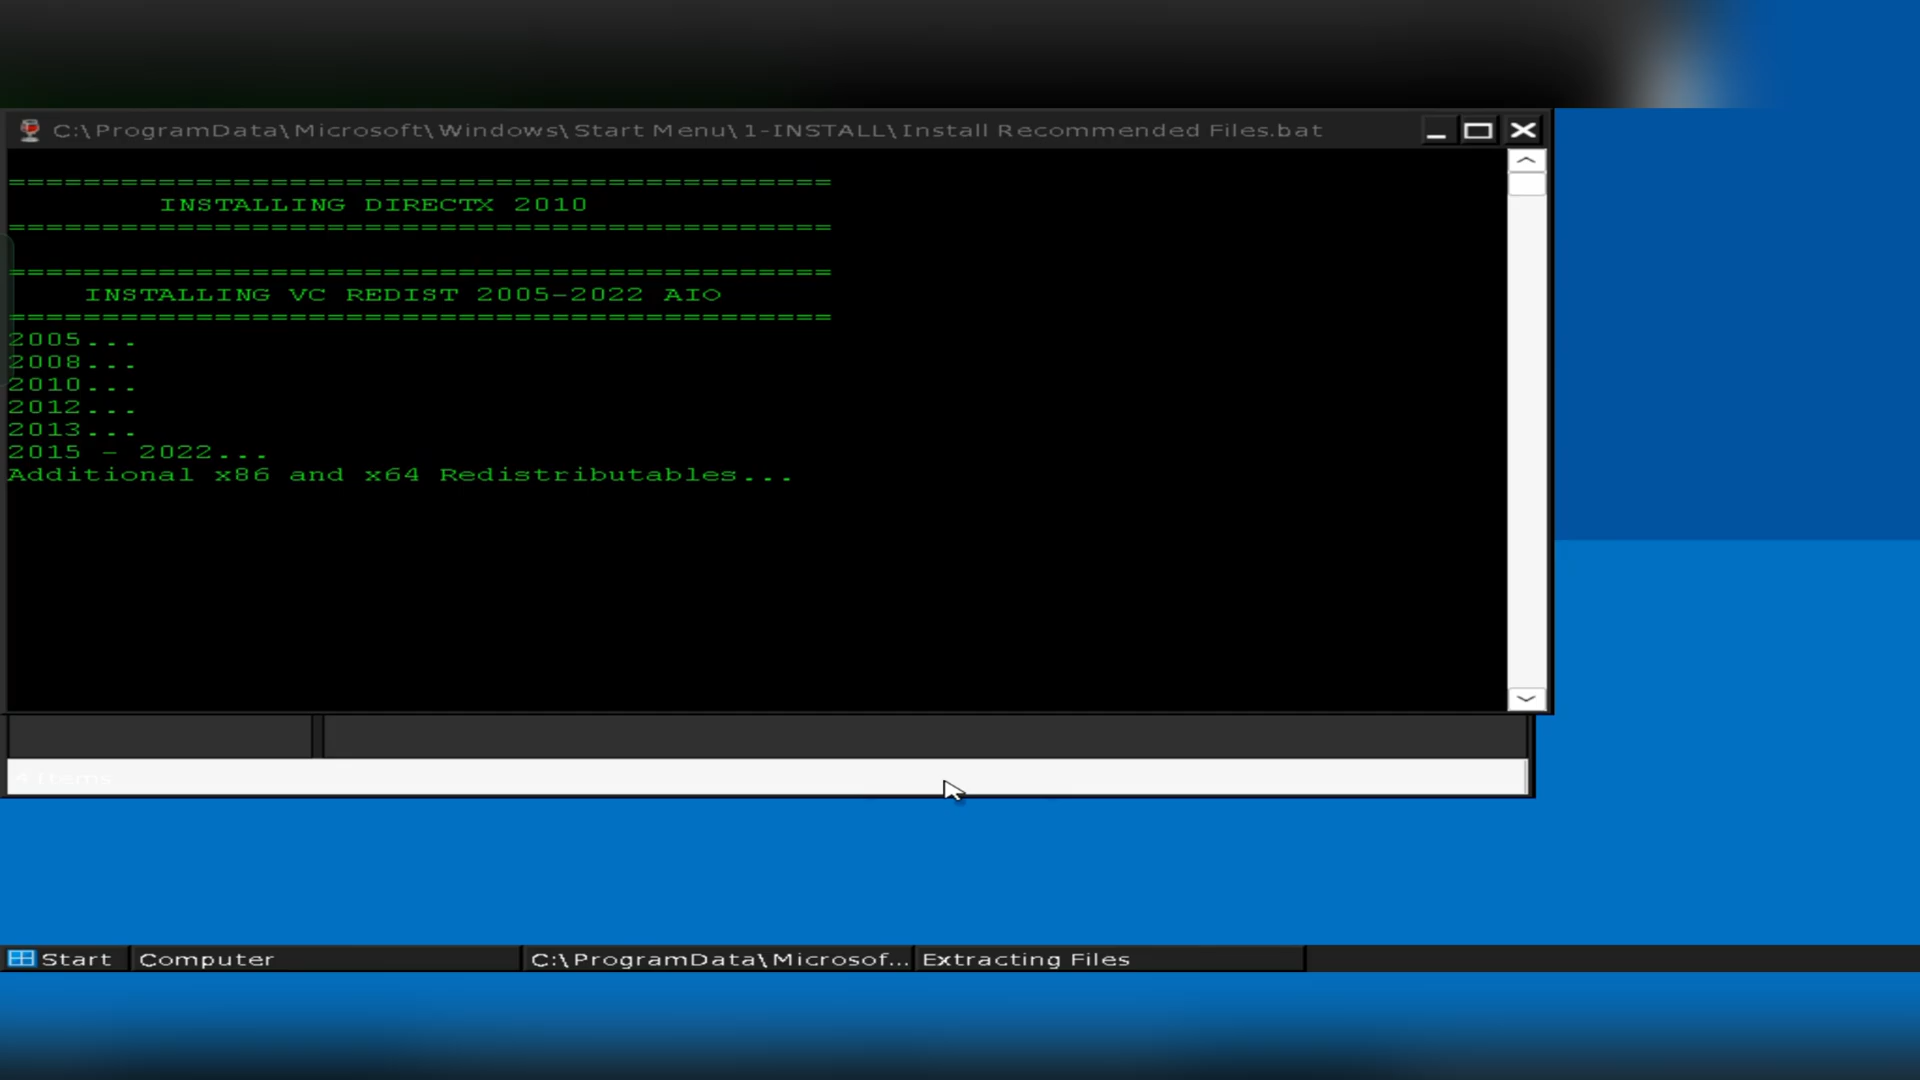 C:\ProgramData\Microsoft\Windows\Start Menu\1-INSTALL\Install Recommended Files.bat
============================================
INSTALLING DIRECTX 2010
============================================
============================================
INSTALLING VC REDIST 2005-2022 AIO
============================================
2005...
2008...
2010...
2012...
2013...
2015 - 2022...
Additional x86 and x64 Redistributables...
4 items
Start Computer C:\ProgramData\Microsof... Extracting Files